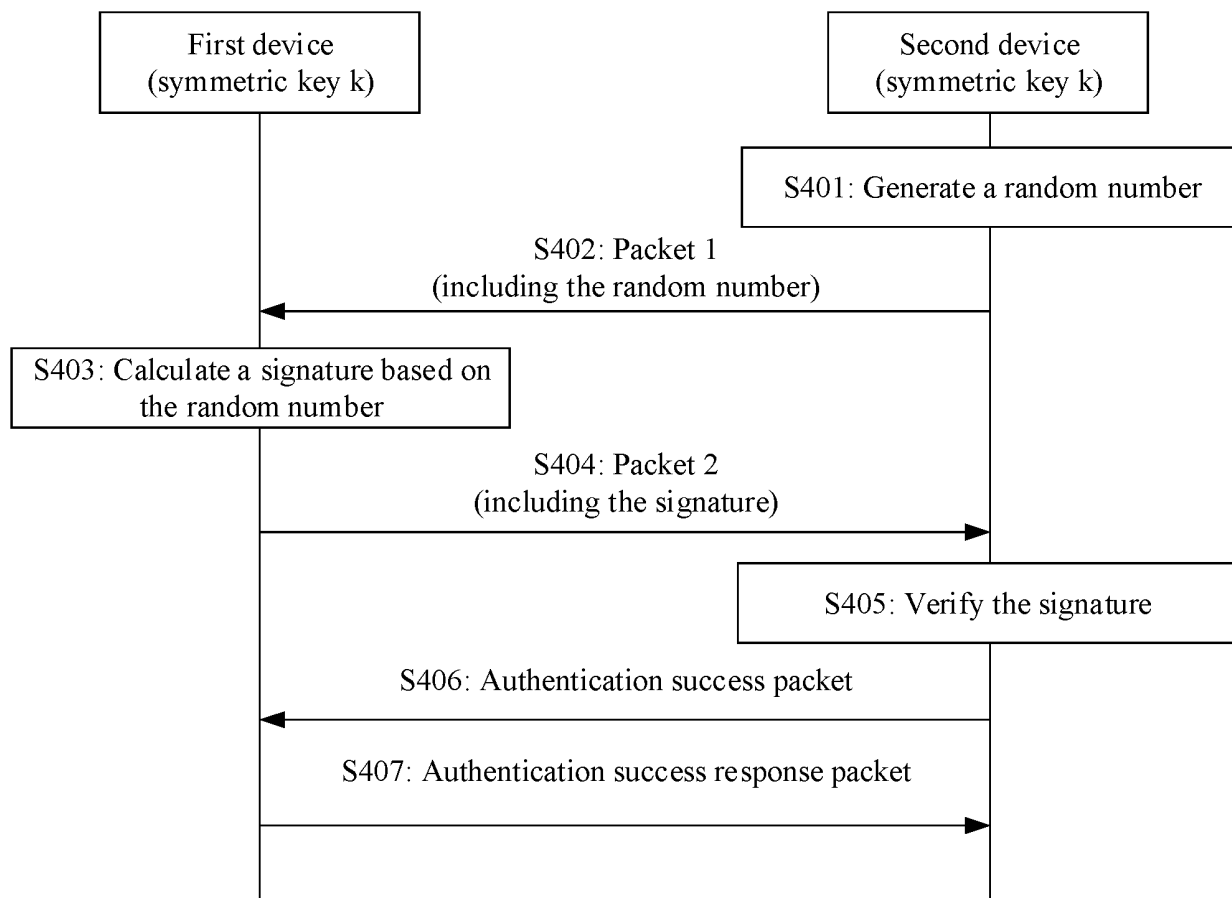 First device
(symmetric key k)
Second device
(symmetric key k)
S401: Generate a random number
S402: Packet 1
(including the random number)
S403: Calculate a signature based on
the random number
S404: Packet 2
(including the signature)
S405: Verify the signature
S406: Authentication success packet
S407: Authentication success response packet